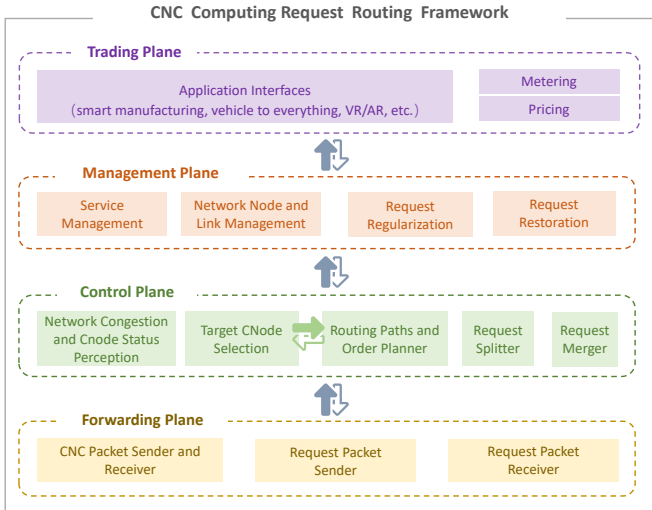 CNC Computing Request Routing Framework
Trading Plane
Application Interfaces
(smart manufacturing, vehicle to everything, VR/AR, etc.)
Metering
Pricing
Management Plane
Service
Management
Network Node and
Link Management
Request
Regularization
Request
Restoration
Control Plane
Network Congestion
and Cnode Status
Perception
Target CNode
Selection
Routing Paths and
Order Planner
Request
Splitter
Request
Merger
Forwarding Plane
CNC Packet Sender and
Receiver
Request Packet
Sender
Request Packet
Receiver